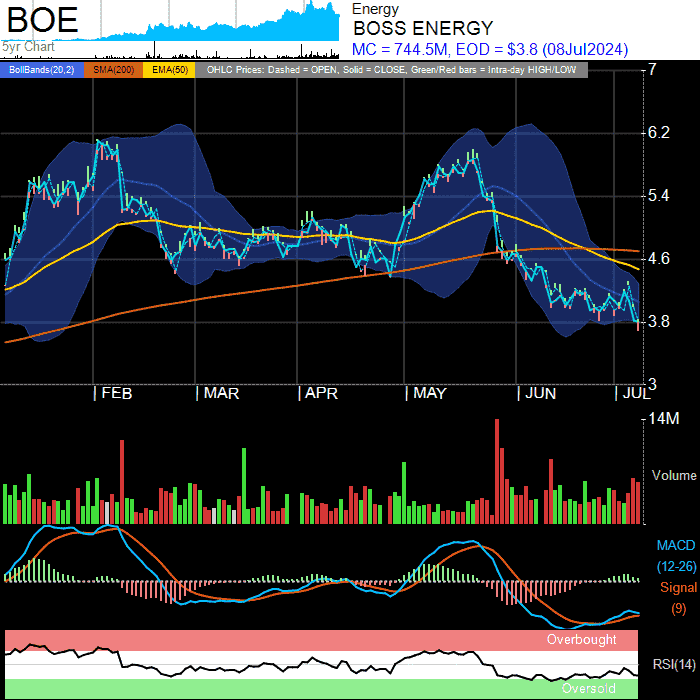 BOE
Energy
BOSS ENERGY
5yr Chart
MC = 744.5M, EOD = $3.8 (08Jul2024)
BollBands(20,2) SMA(200) EMA(50) OHLC Prices: Dashed = OPEN, Solid = CLOSE, Green/Red bars = Intra-day HIGH/LOW
7
6.2
5.4
4.6
3.8
3
| FEB | MAR | APR | MAY | JUN | JUL
14M
Volume
MACD
(12-26)
Signal
(9)
Overbought
RSI(14)
Oversold